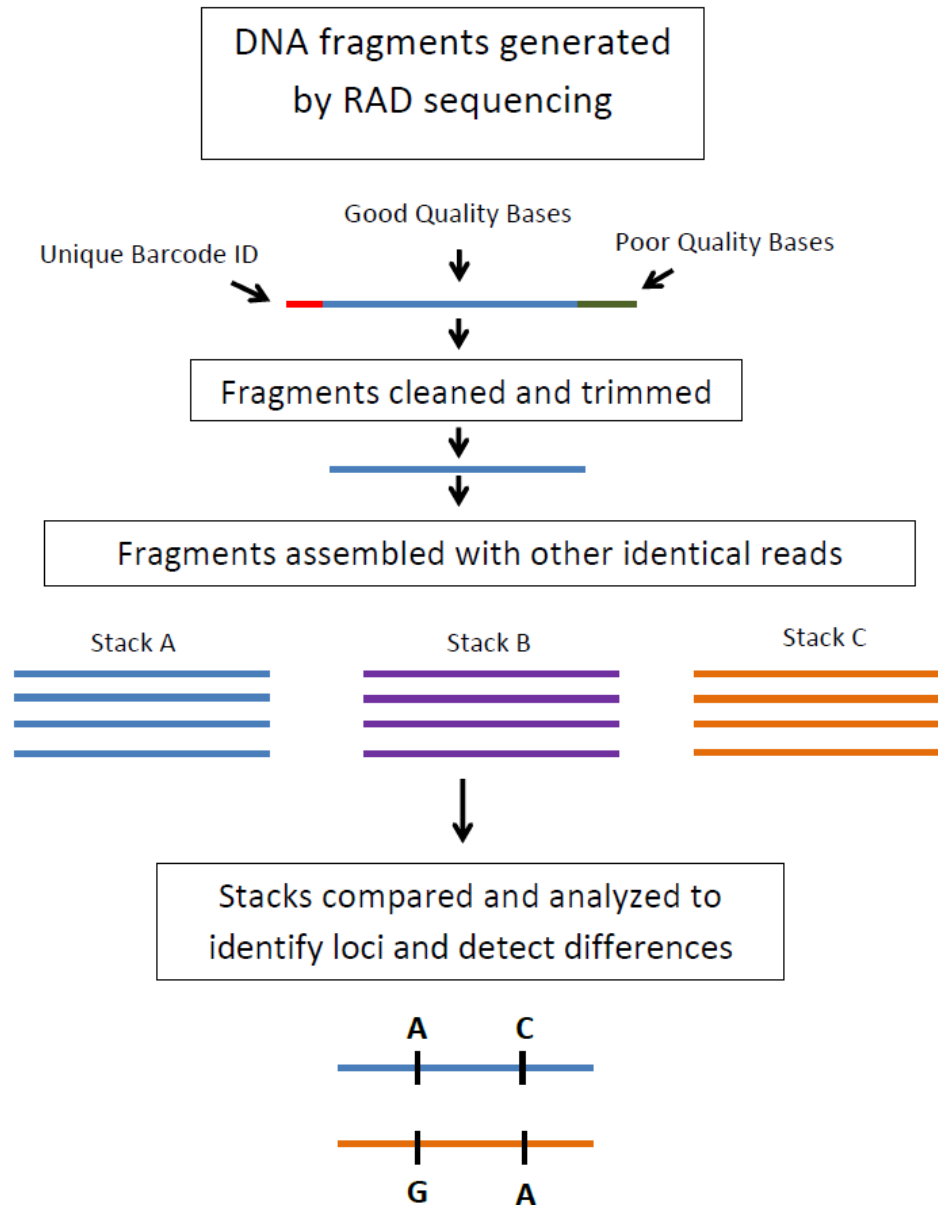 DNA fragments generated
by RAD sequencing
Good Quality Bases
Unique Barcode ID
Poor Quality Bases
Fragments cleaned and trimmed
Fragments assembled with other identical reads
Stack A
Stack B
Stack C
Stacks compared and analyzed to
identify loci and detect differences
A C
G A